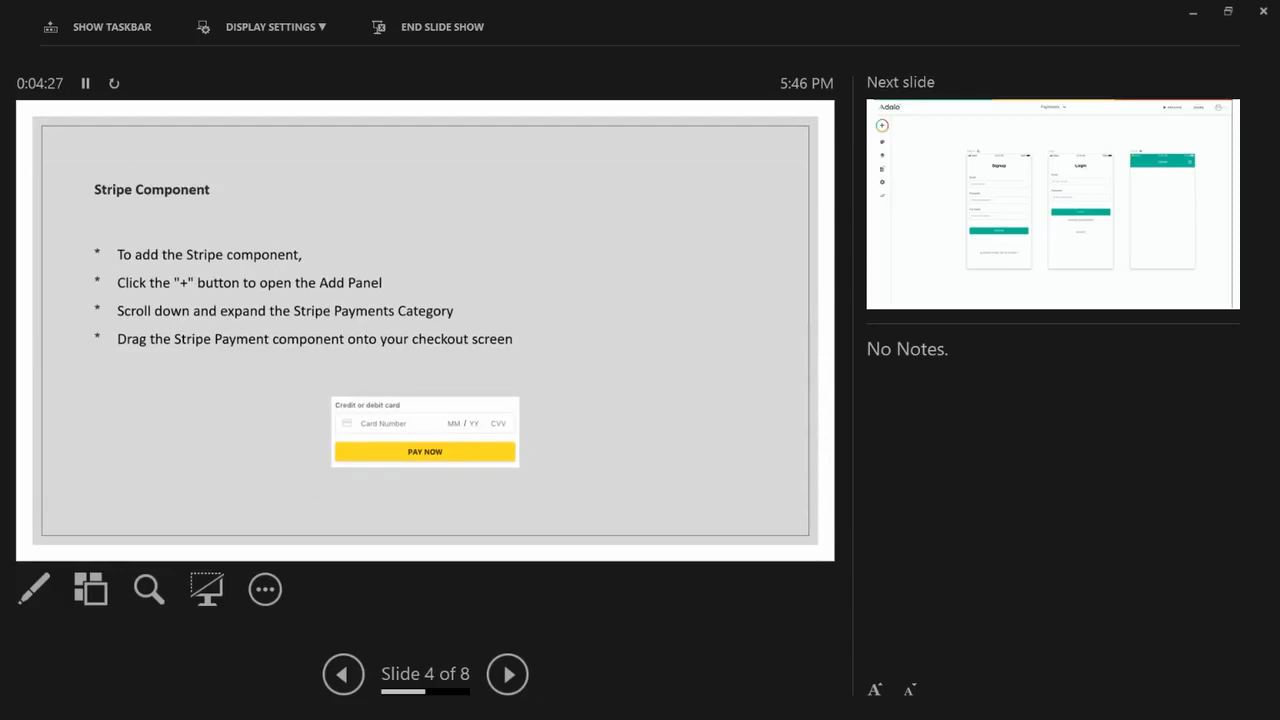 SHOW TASKBAR
DISPLAY SETTINGS ▼
END SLIDE SHOW
0:04:27
5:46 PM
Stripe Component
* To add the Stripe component,
* Click the "+" button to open the Add Panel
* Scroll down and expand the Stripe Payments Category
* Drag the Stripe Payment component onto your checkout screen
Credit or debit card
Card Number MM / YY CVV
PAY NOW
Next slide
Adalo
Payments
Signup
Login
No Notes.
Slide 4 of 8
A A